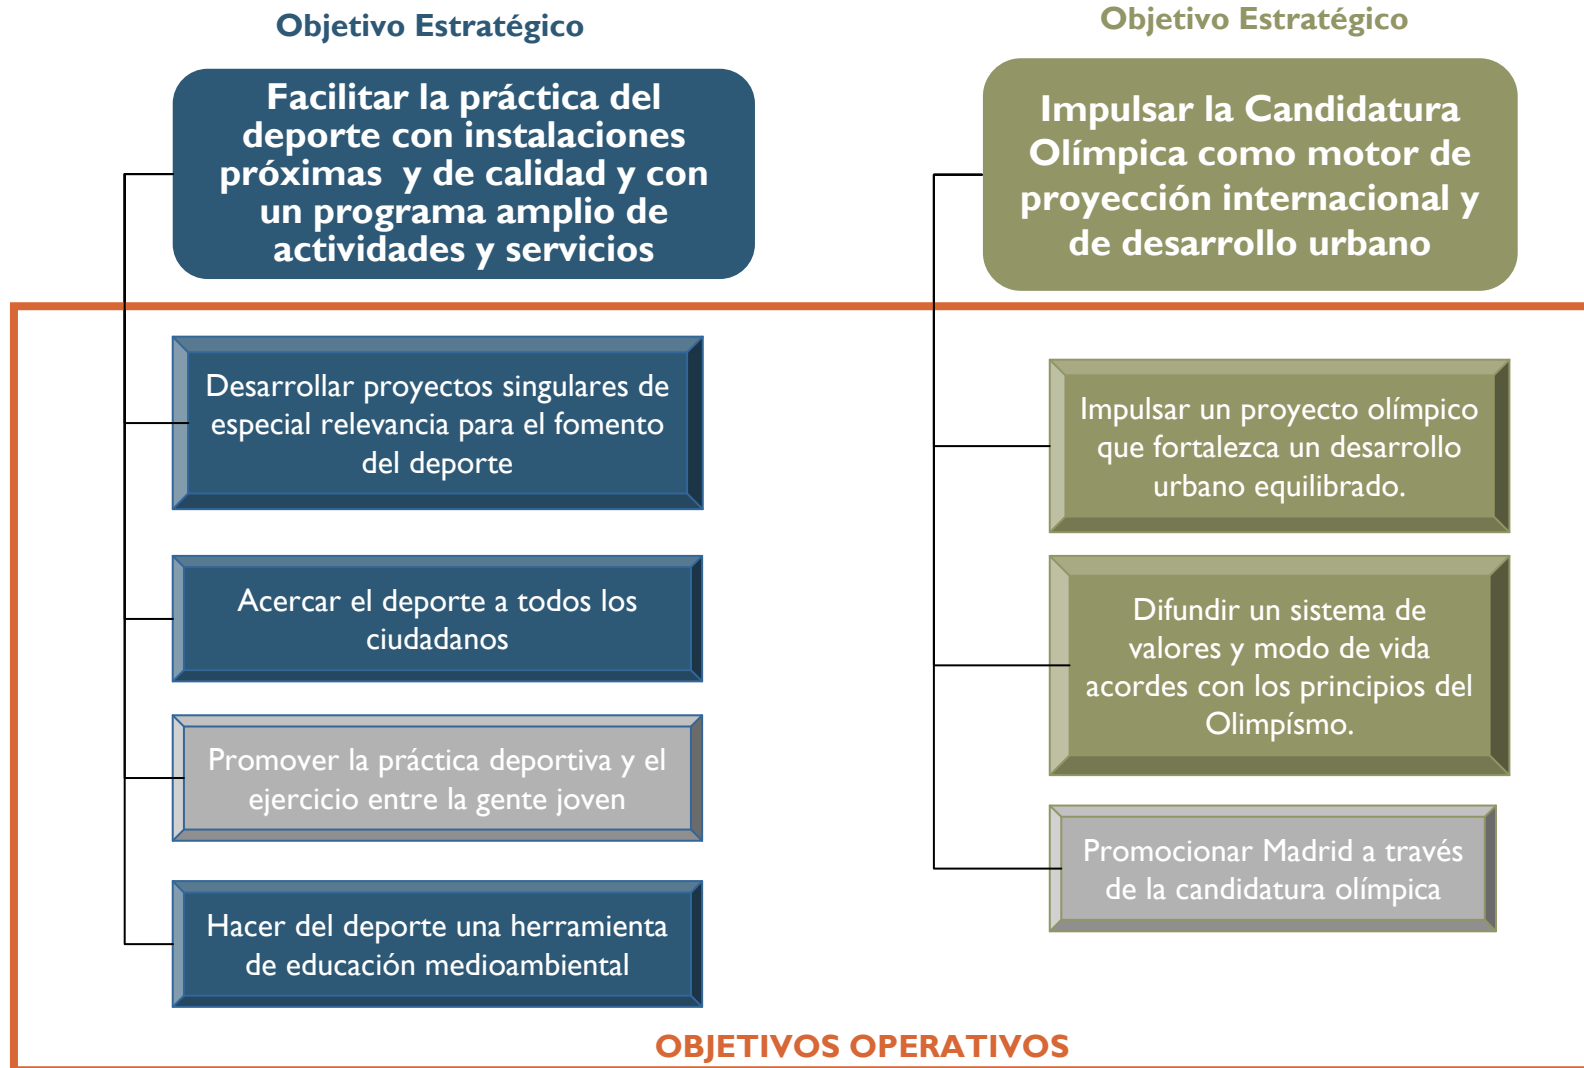 Objetivo Estratégico
Facilitar la práctica del
deporte con instalaciones
próximas y de calidad y con
un programa amplio de
actividades y servicios
Desarrollar proyectos singulares de
especial relevancia para el fomento
del deporte
Acercar el deporte a todos los
ciudadanos
Promover la práctica deportiva y el
ejercicio entre la gente joven
Hacer del deporte una herramienta
de educación medioambiental
Objetivo Estratégico
Impulsar la Candidatura
Olímpica como motor de
proyección internacional y
de desarrollo urbano
Impulsar un proyecto olímpico
que fortalezca un desarrollo
urbano equilibrado.
Difundir un sistema de
valores y modo de vida
acordes con los principios del
Olimpísmo.
Promocionar Madrid a través
de la candidatura olímpica
OBJETIVOS OPERATIVOS